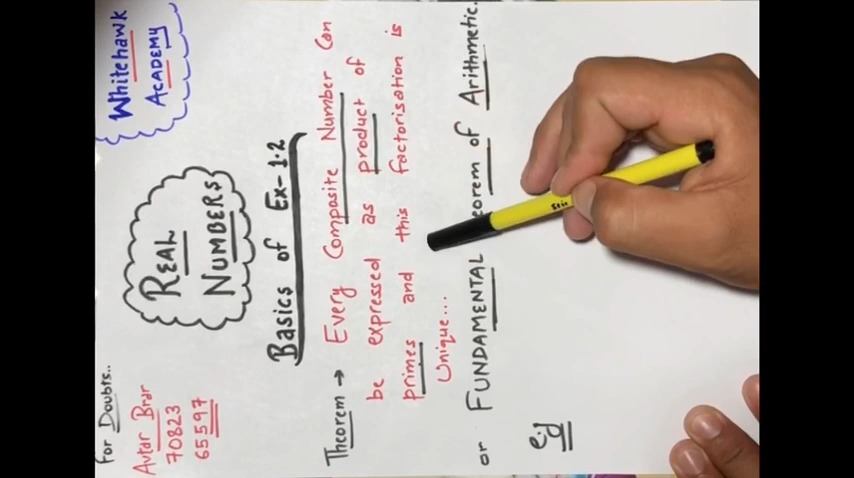 For Doubts..
Avtar Brar
70823
65597
REAL
NUMBERS
Whitehawk
ACADEMY
Basics of Ex-1.2
Theorem → Every Composite Number Can
be expressed as product of
primes and this factorisation is
Unique...
or FUNDAMENTAL eorem of Arithmetic.
e.g